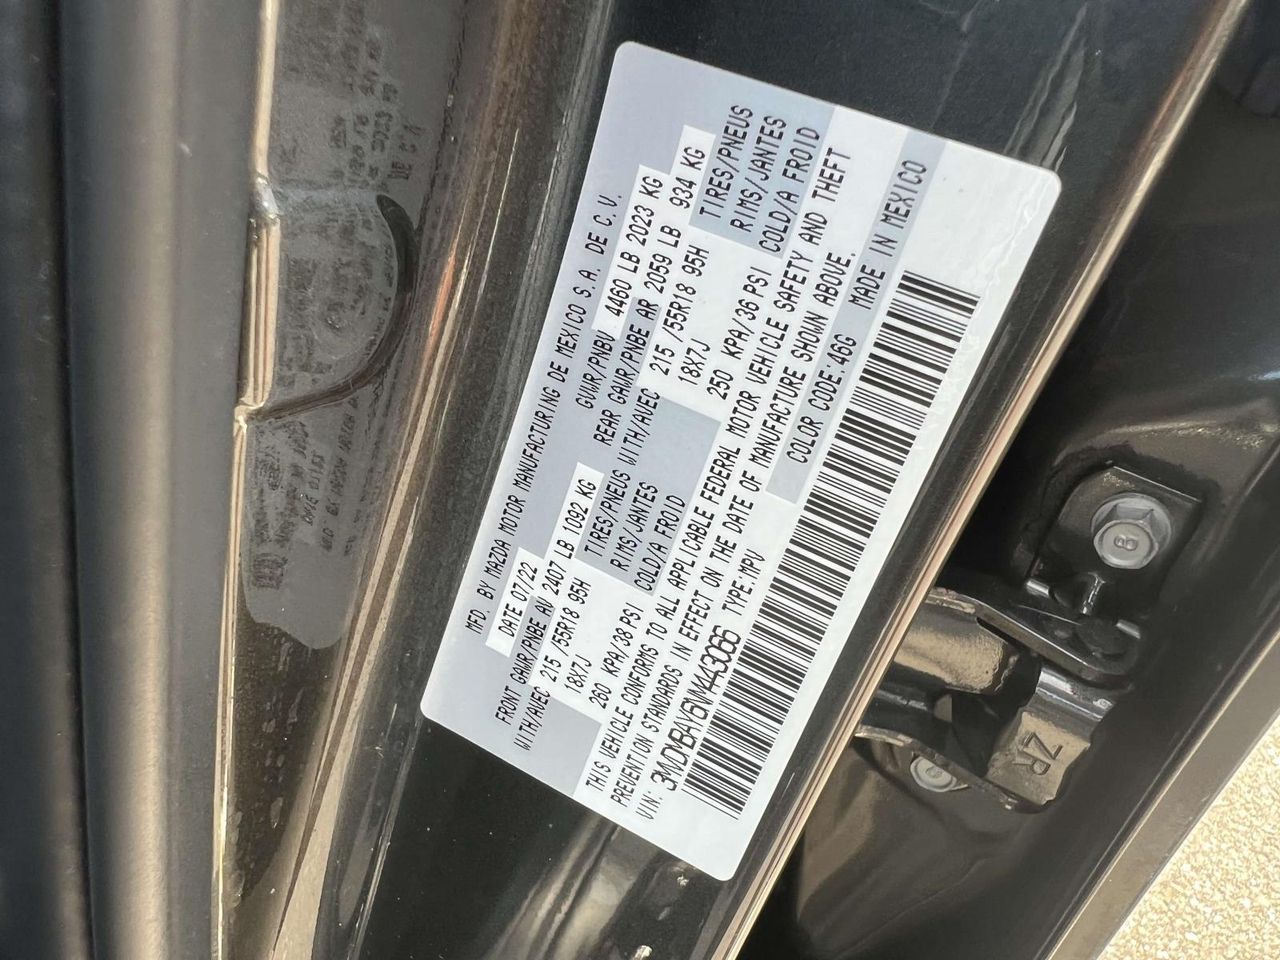 MFD. BY MAZDA MOTOR MANUFACTURING DE MEXICO S.A. DE C.V.
DATE 07/22 GVWR/PNBV 4460 LB 2023 KG
FRONT GAWR/PNBE AV 2407 LB 1092 KG REAR GAWR/PNBE AR 2059 LB 934 KG
WITH/AVEC 215 /55R18 95H TIRES/PNEUS WITH/AVEC 215 /55R18 95H TIRES/PNEUS
18X7J RIMS/JANTES 18X7J RIMS/JANTES
260 KPA/38 PSI COLD/A FROID 250 KPA/36 PSI COLD/A FROID
THIS VEHICLE CONFORMS TO ALL APPLICABLE FEDERAL MOTOR VEHICLE SAFETY AND THEFT
PREVENTION STANDARDS IN EFFECT ON THE DATE OF MANUFACTURE SHOWN ABOVE.
VIN: 3MVDMBAY6NM443066 TYPE:MPV COLOR CODE:46G MADE IN MEXICO
8
ZR